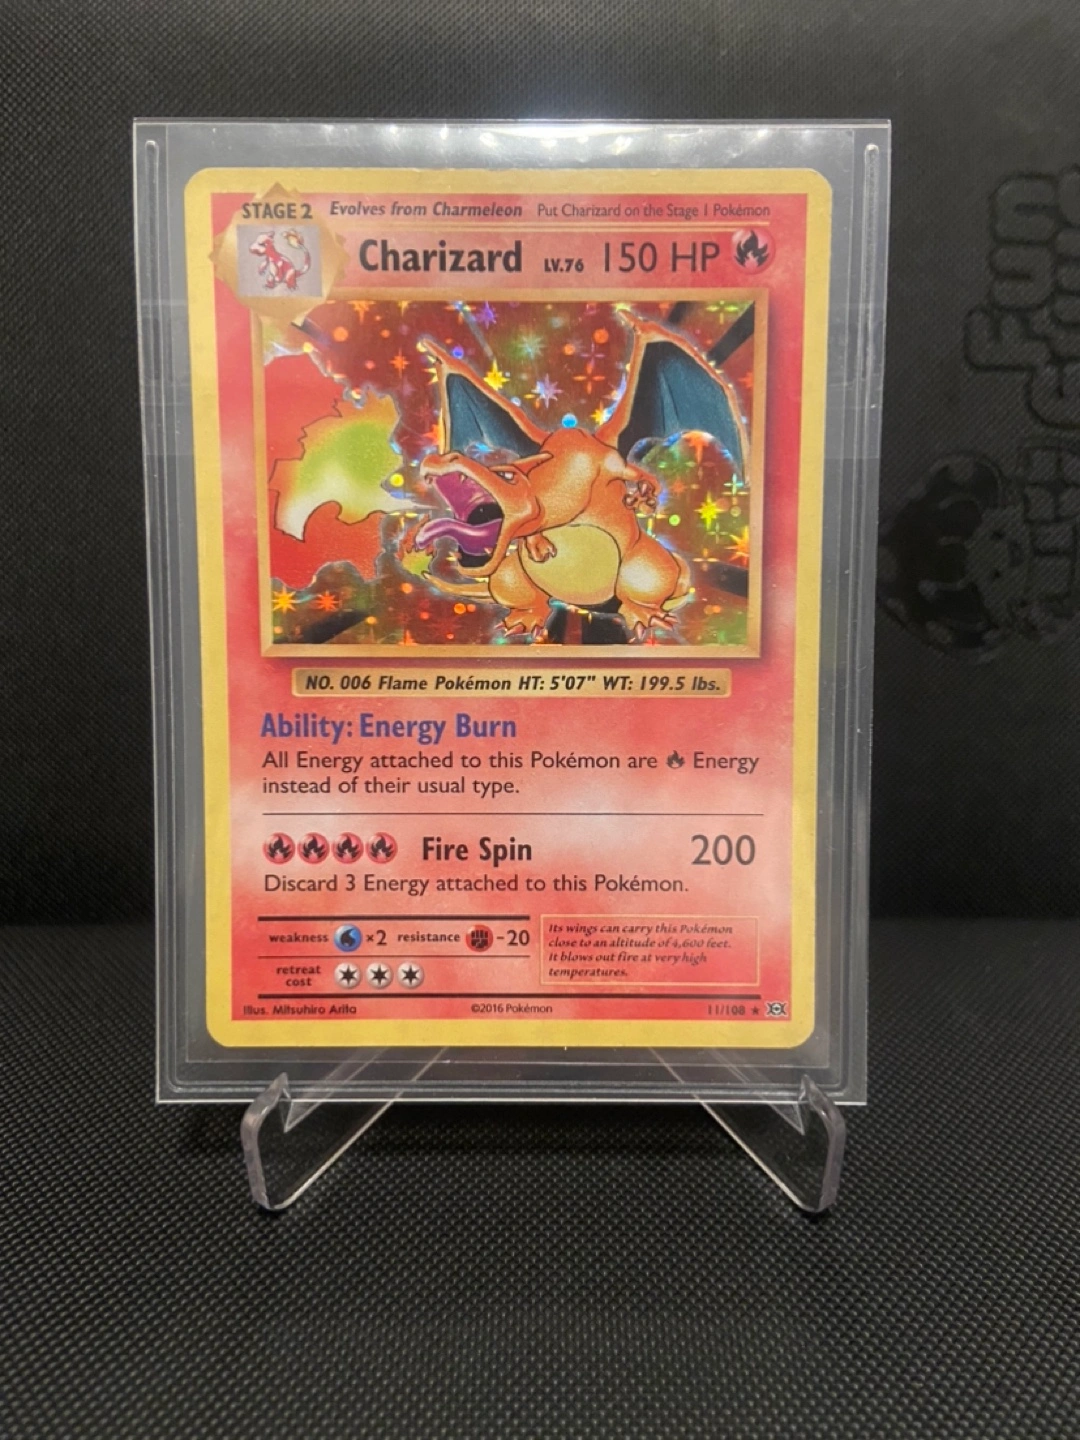 STAGE 2 Evolves from Charmeleon Put Charizard on the Stage 1 Pokémon
Charizard LV.76 150 HP
NO. 006 Flame Pokémon HT: 5'07" WT: 199.5 lbs.
Ability: Energy Burn
All Energy attached to this Pokémon are Energy
instead of their usual type.
Fire Spin 200
Discard 3 Energy attached to this Pokémon.
weakness ×2 resistance -20
retreat
cost
Its wings can carry this Pokémon
close to an altitude of 4,600 feet.
It blows out fire at very high
temperatures.
Illus. Mitsuhiro Arita ©2016 Pokémon 11/108 ★
Fun